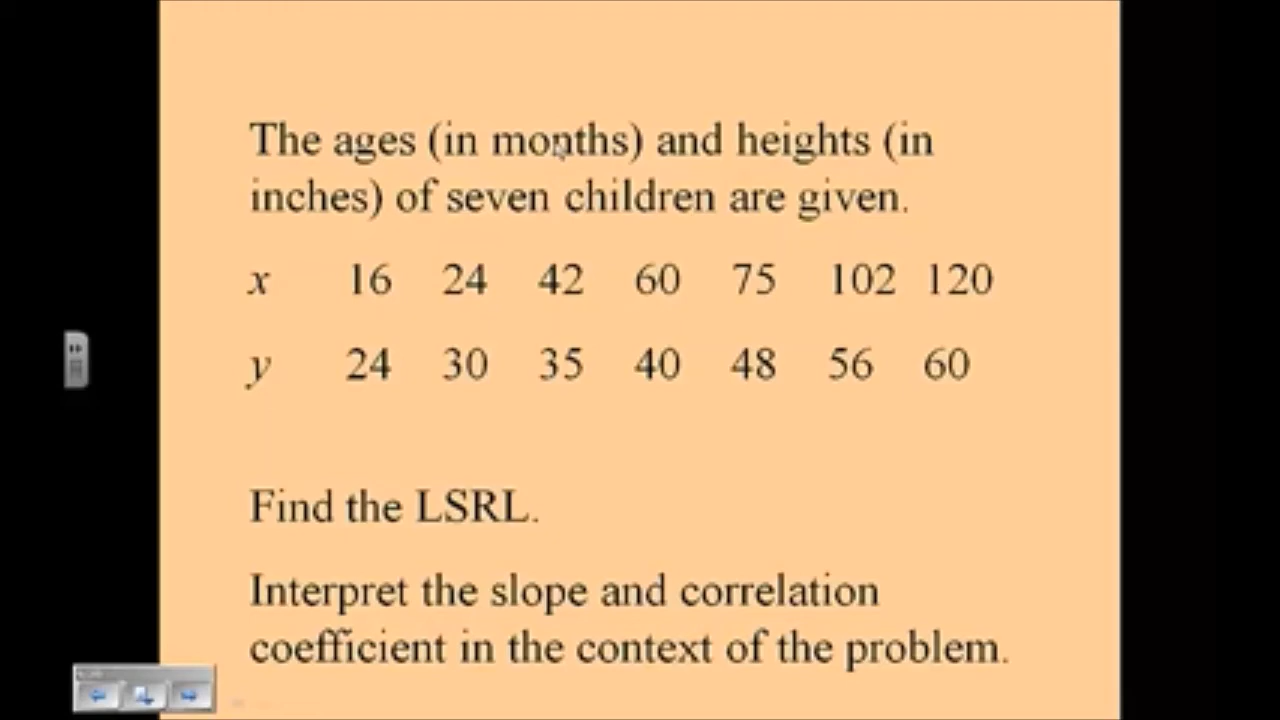 The ages (in months) and heights (in
inches) of seven children are given.
x 16 24 42 60 75 102 120
y 24 30 35 40 48 56 60
Find the LSRL.
Interpret the slope and correlation
coefficient in the context of the problem.